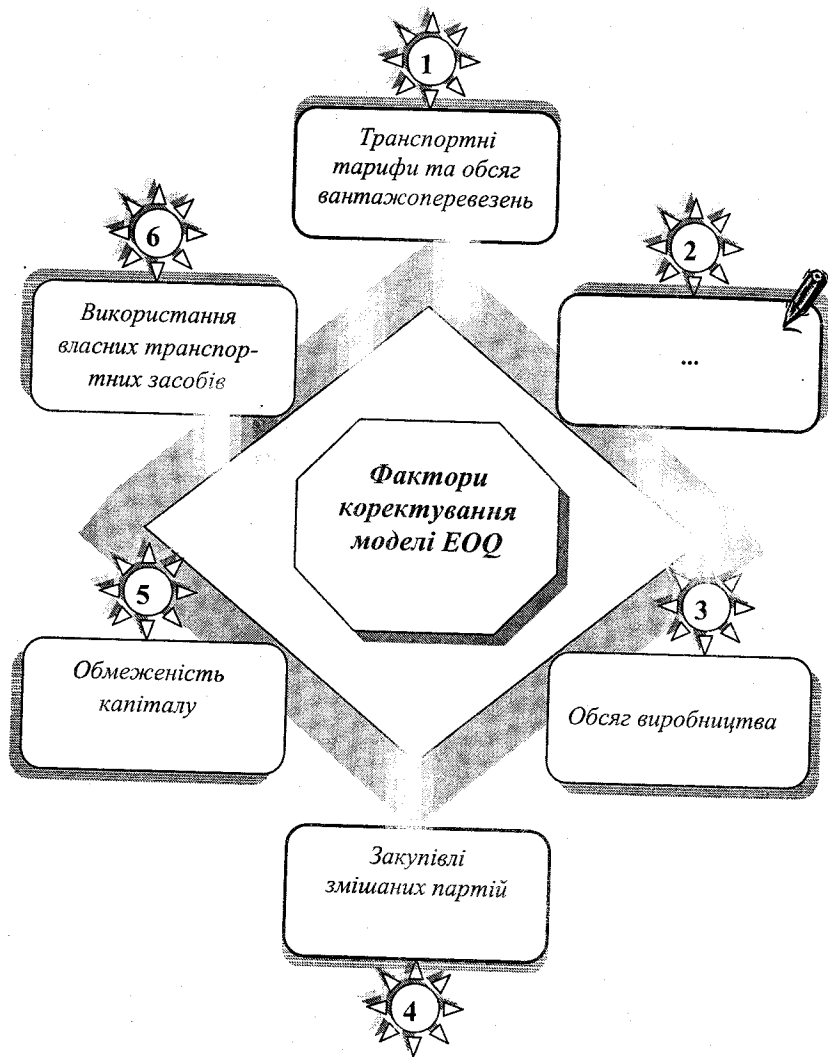 1
Транспортні
тарифи та обсяг
вантажоперевезень
2
...
3
Обсяг виробництва
4
Закупівлі
змішаних партій
5
Обмеженість
капіталу
6
Використання
власних транспор-
тних засобів
Фактори
коректування
моделі EOQ